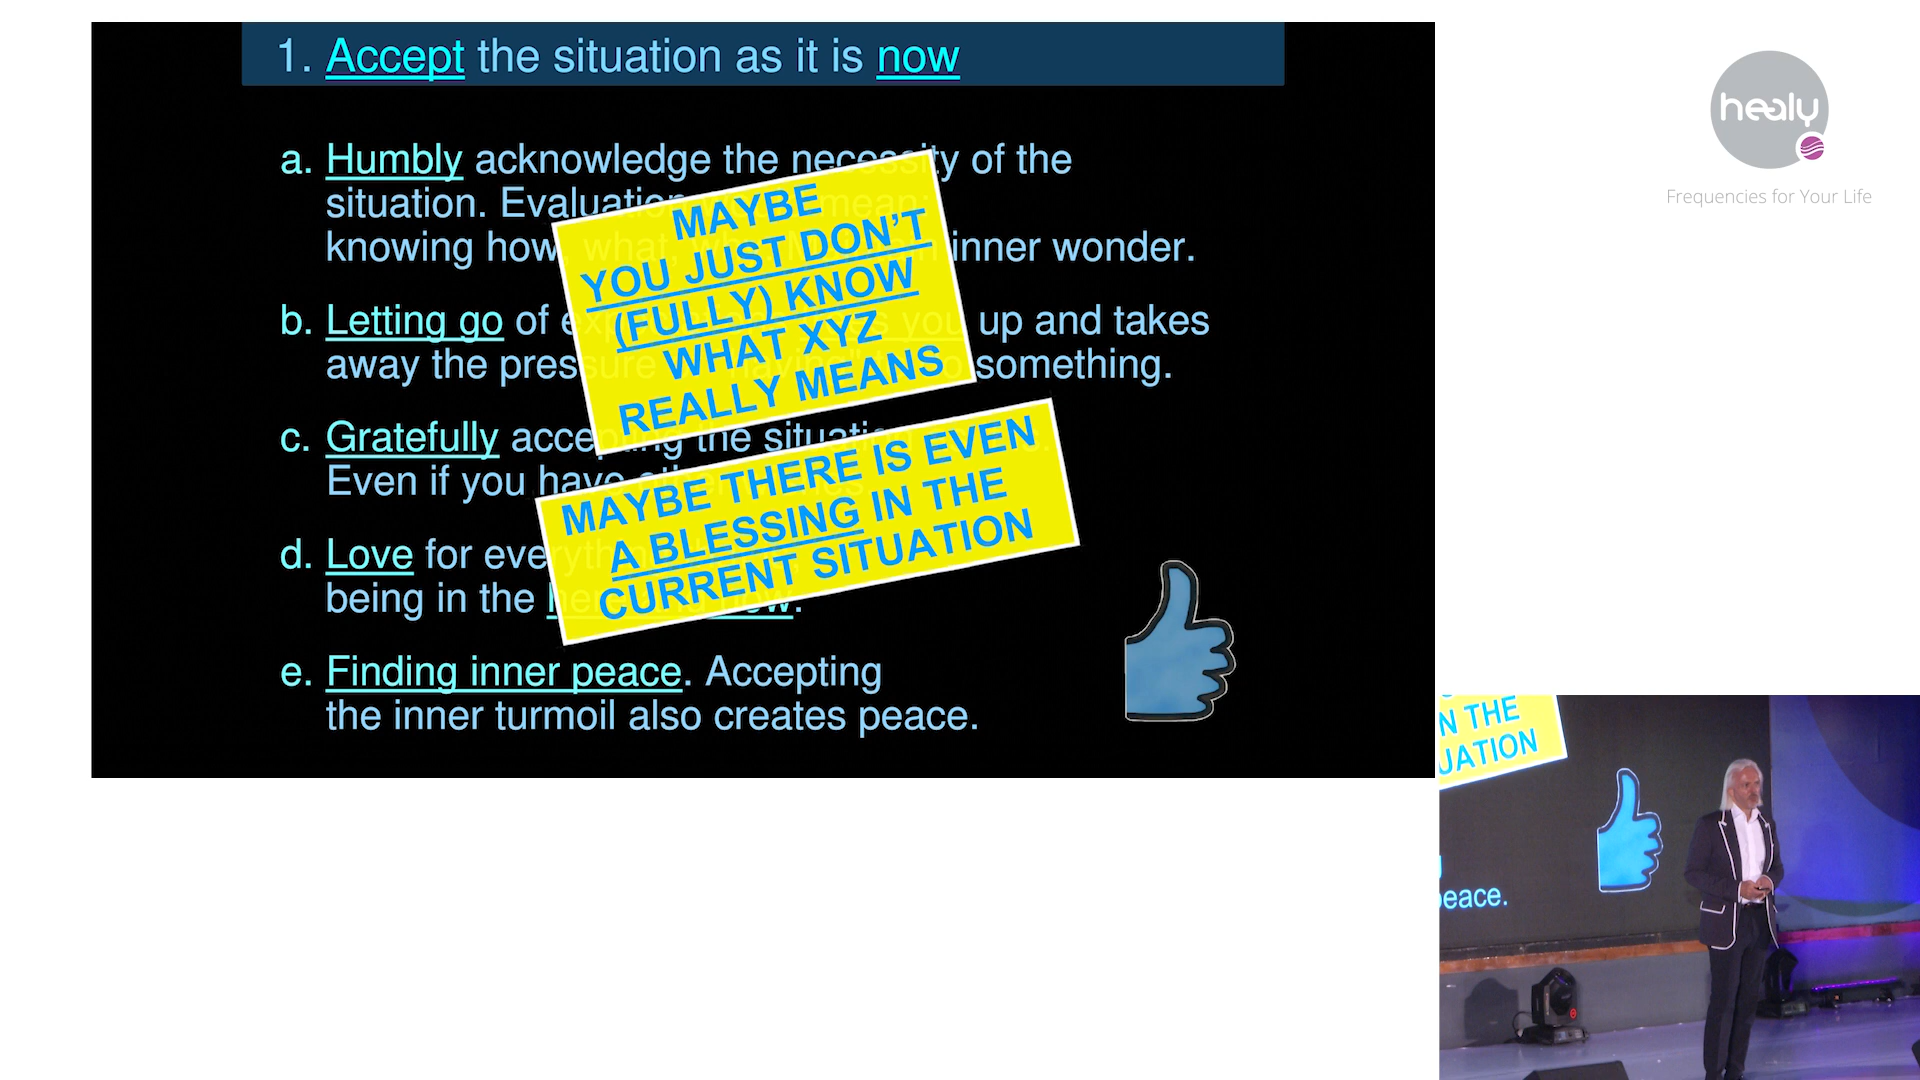 1. Accept the situation as it is now
a. Humbly acknowledge the necessity of the
situation. Evaluation mean:
knowing how, what, inner wonder.
b. Letting go of you up and takes
away the pressure something.
c. Gratefully accepting the situation
Even if you have
d. Love for everything
being in the here now.
e. Finding inner peace. Accepting
the inner turmoil also creates peace.
MAYBE
YOU JUST DON'T
(FULLY) KNOW
WHAT XYZ
REALLY MEANS
MAYBE THERE IS EVEN
A BLESSING IN THE
CURRENT SITUATION
healy
Frequencies for Your Life
N THE
UATION
peace.